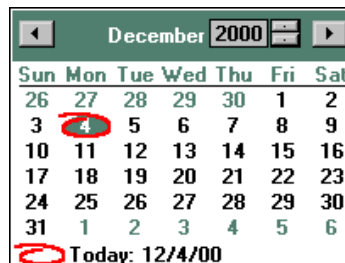 December 2000
Sun Mon Tue Wed Thu Fri Sat
26 27 28 29 30 1 2
3 4 5 6 7 8 9
10 11 12 13 14 15 16
17 18 19 20 21 22 23
24 25 26 27 28 29 30
31 1 2 3 4 5 6
Today: 12/4/00